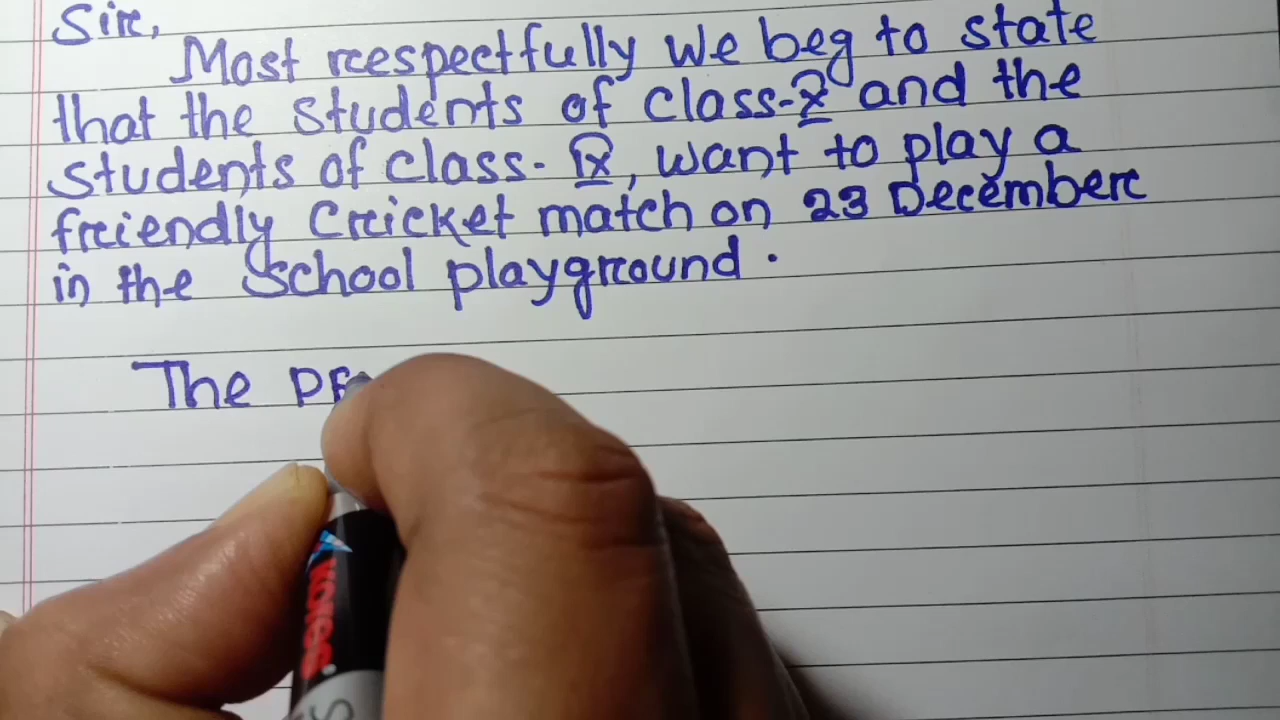 Sir,
Most respectfully we beg to state
that the students of class-X and the
students of class- IX, want to play a
friendly Cricket match on 23 December
in the School playground.
The
Kores